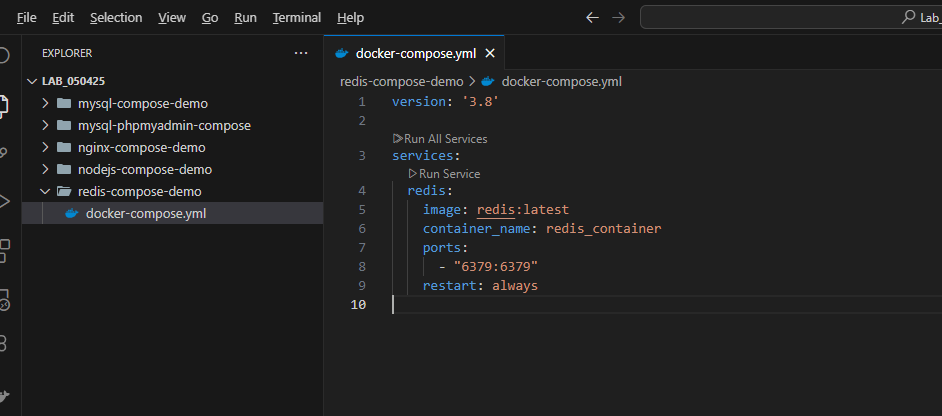 File Edit Selection View Go Run Terminal Help
Lab_
EXPLORER
LAB_050425
mysql-compose-demo
mysql-phpmyadmin-compose
nginx-compose-demo
nodejs-compose-demo
redis-compose-demo
docker-compose.yml
docker-compose.yml
redis-compose-demo > docker-compose.yml
1 version: '3.8'
2
Run All Services
3 services:
Run Service
4 redis:
5 image: redis:latest
6 container_name: redis_container
7 ports:
8 - "6379:6379"
9 restart: always
10